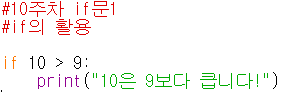 #10주차 if문1
#if의 활용
if 10 > 9:
    print("10은 9보다 큽니다!")